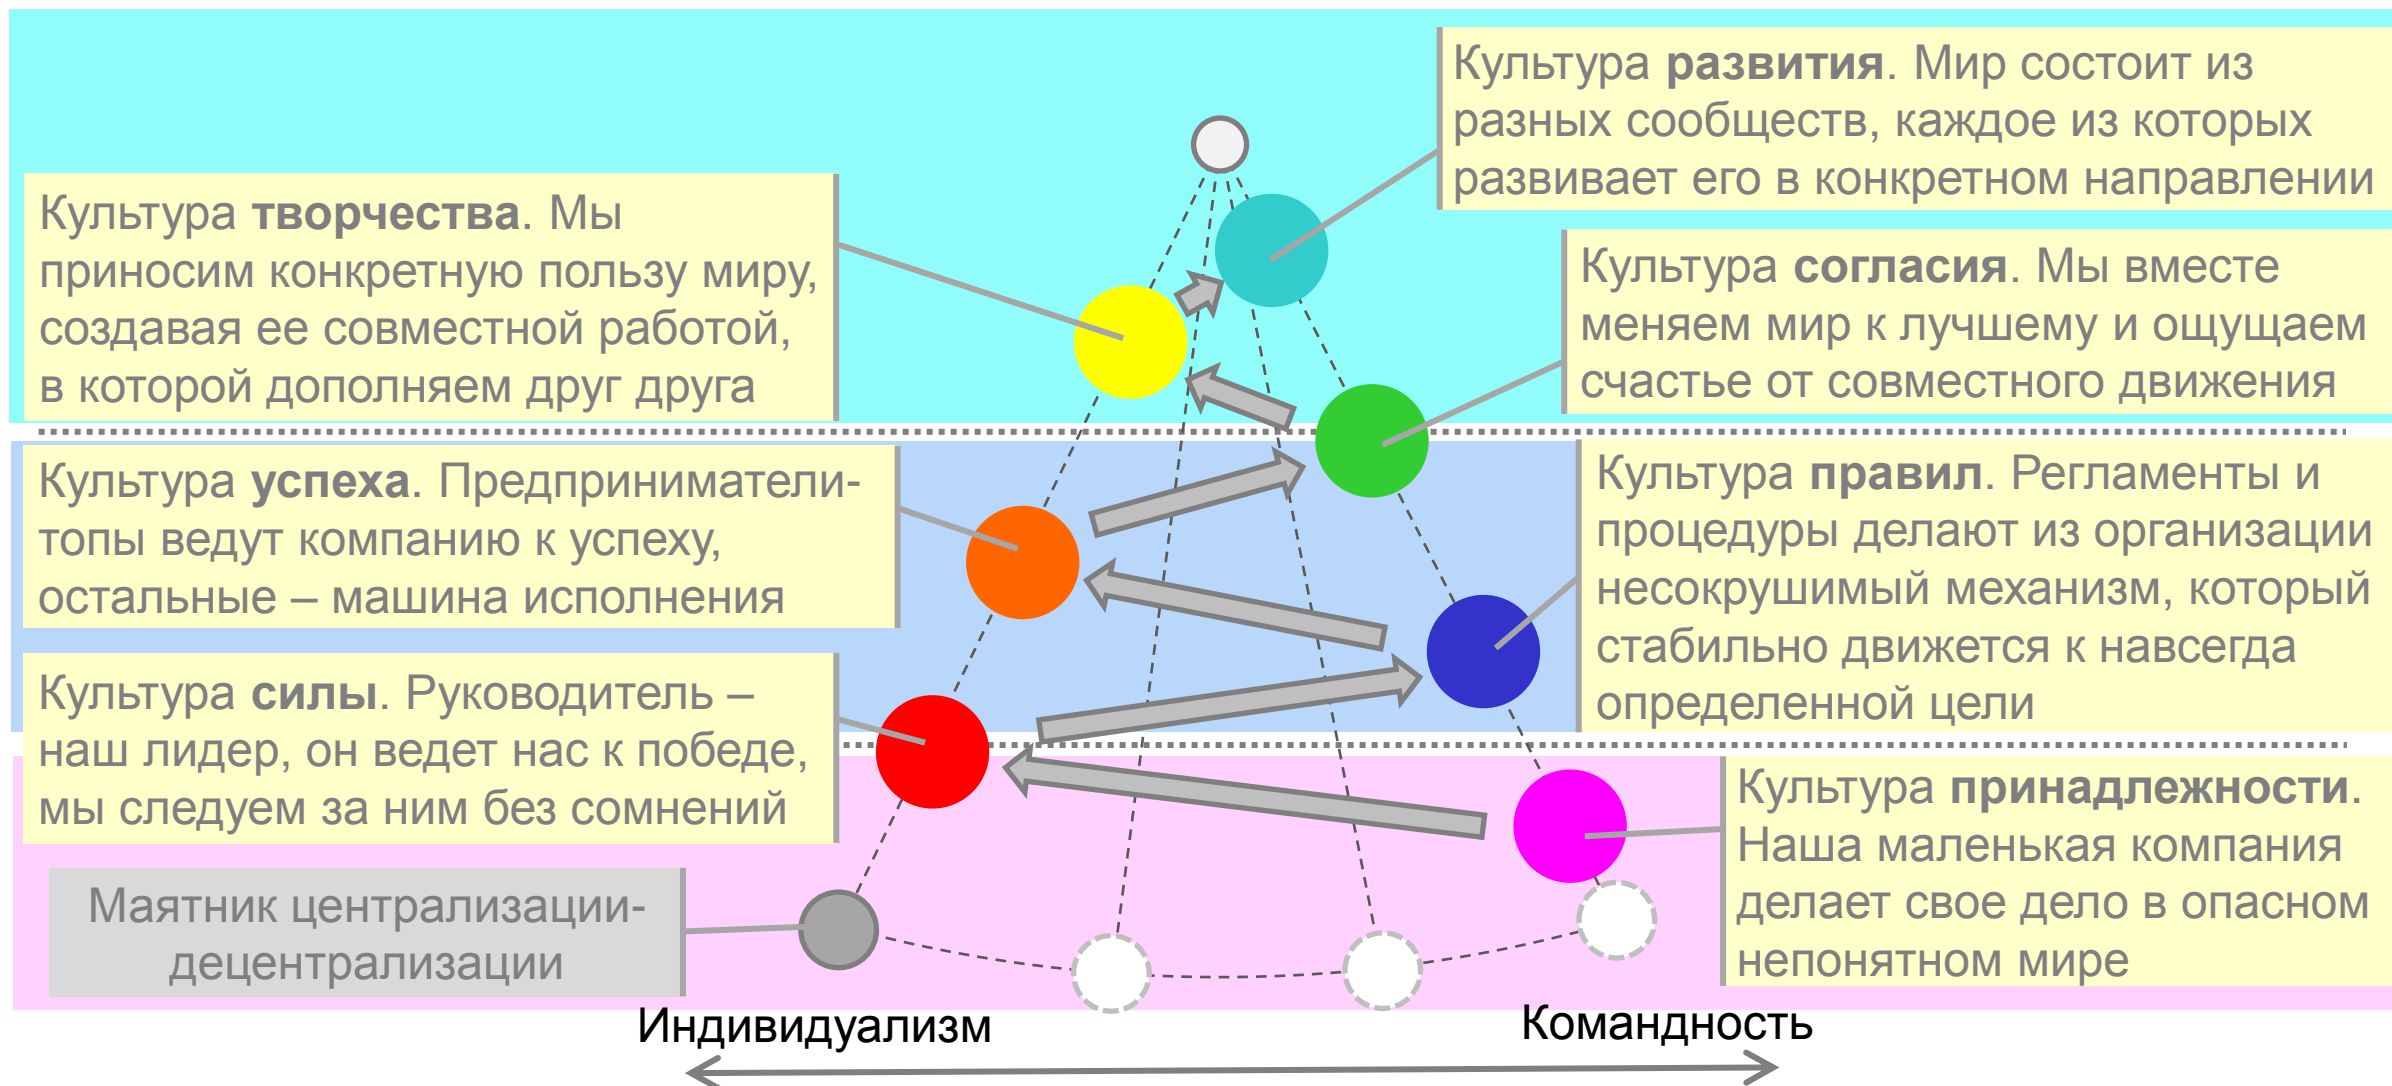 Культура развития. Мир состоит из
разных сообществ, каждое из которых
развивает его в конкретном направлении
Культура творчества. Мы
приносим конкретную пользу миру,
создавая ее совместной работой,
в которой дополняем друг друга
Культура согласия. Мы вместе
меняем мир к лучшему и ощущаем
счастье от совместного движения
Культура успеха. Предприниматели-
топы ведут компанию к успеху,
остальные – машина исполнения
Культура правил. Регламенты и
процедуры делают из организации
несокрушимый механизм, который
стабильно движется к навсегда
определенной цели
Культура силы. Руководитель –
наш лидер, он ведет нас к победе,
мы следуем за ним без сомнений
Культура принадлежности.
Наша маленькая компания
делает свое дело в опасном
непонятном мире
Маятник централизации-
децентрализации
Индивидуализм
Командность